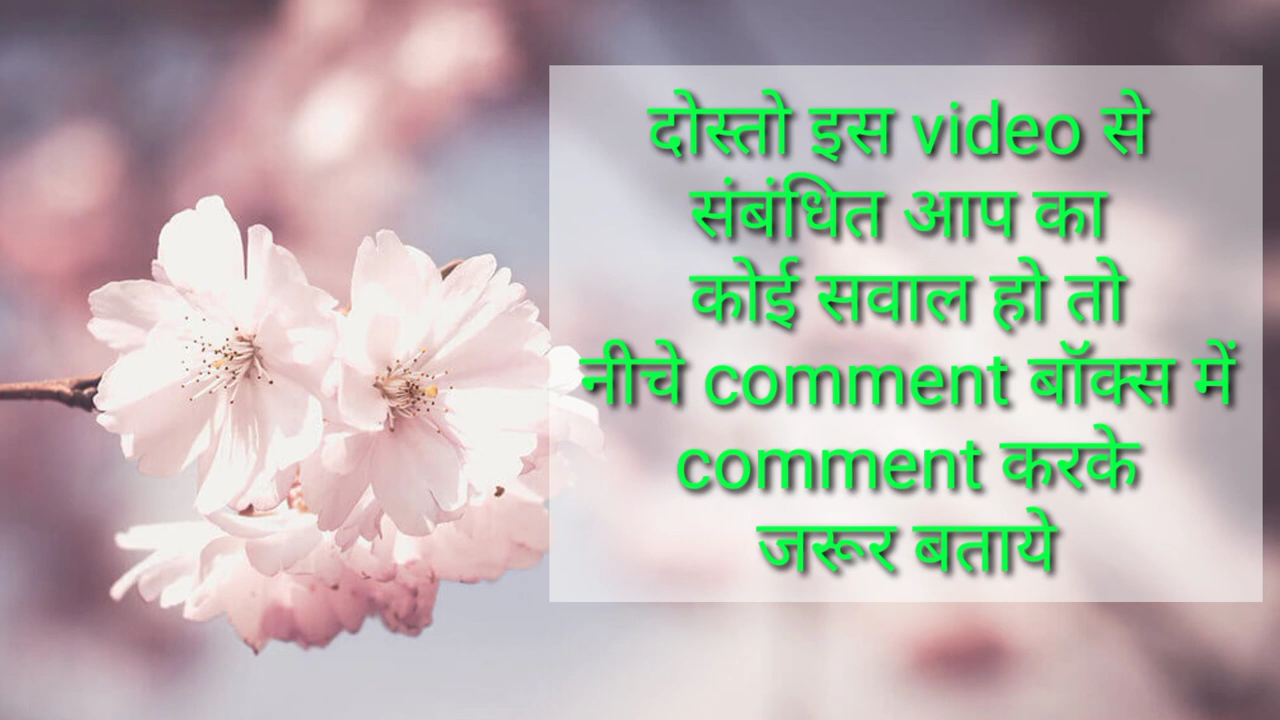 दोस्तो इस video से
संबंधित आप का
कोई सवाल हो तो
नीचे comment बॉक्स में
comment करके
जरूर बताये